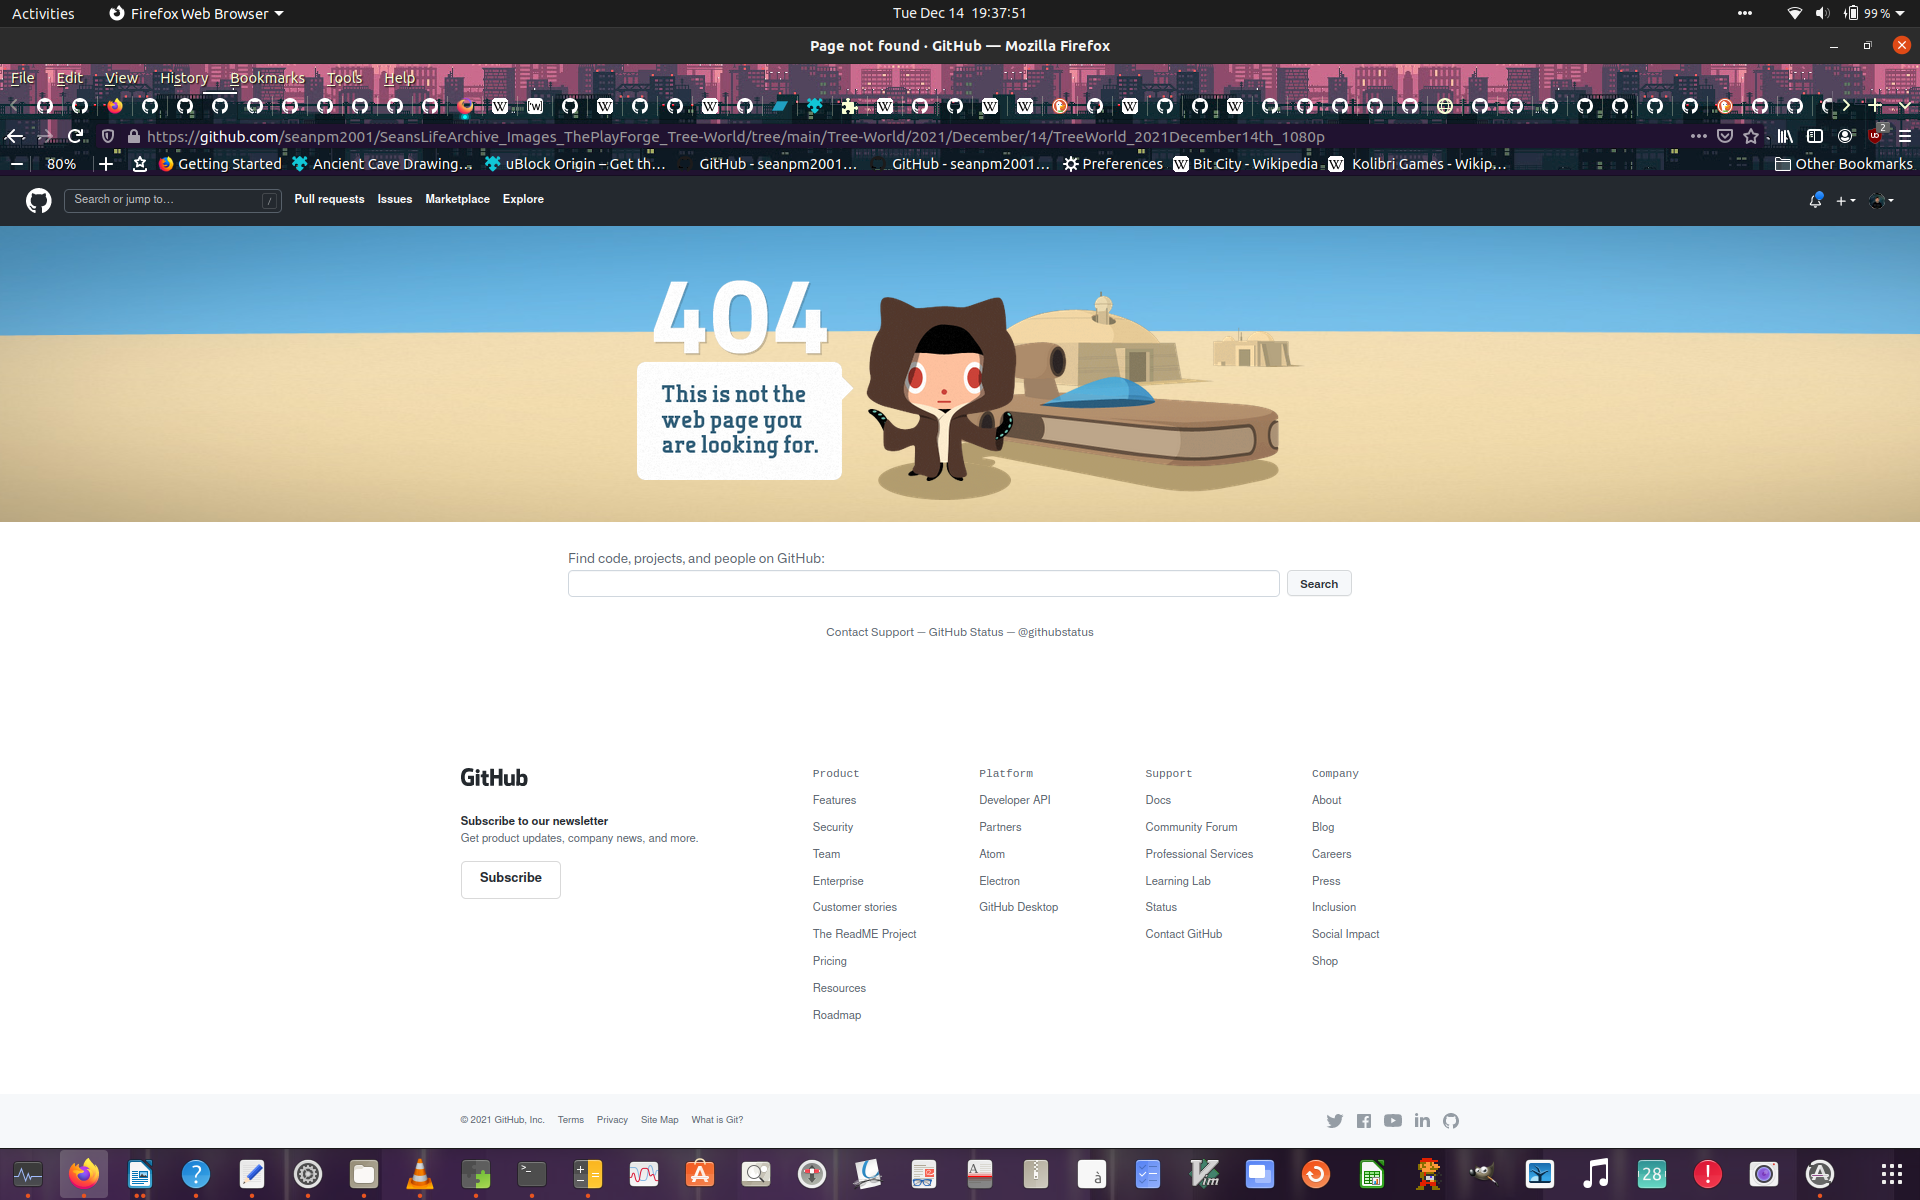 Activities
Firefox Web Browser
Tue Dec 14 19:37:51
99 %
Page not found · GitHub — Mozilla Firefox
File Edit View History Bookmarks Tools Help
https://github.com/seanpm2001/SeansLifeArchive_Images_ThePlayForge_Tree-World/tree/main/Tree-World/2021/December/14/TreeWorld_2021December14th_1080p
2
80%
Getting Started
Ancient Cave Drawing…
uBlock Origin – Get th…
GitHub - seanpm2001…
GitHub - seanpm2001…
Preferences
Bit City - Wikipedia
Kolibri Games - Wikip…
Other Bookmarks
Search or jump to…
/
Pull requests
Issues
Marketplace
Explore
404
This is not the
web page you
are looking for.
Find code, projects, and people on GitHub:
Search
Contact Support — GitHub Status — @githubstatus
GitHub
Subscribe to our newsletter
Get product updates, company news, and more.
Subscribe
Product
Features
Security
Team
Enterprise
Customer stories
The ReadME Project
Pricing
Resources
Roadmap
Platform
Developer API
Partners
Atom
Electron
GitHub Desktop
Support
Docs
Community Forum
Professional Services
Learning Lab
Status
Contact GitHub
Company
About
Blog
Careers
Press
Inclusion
Social Impact
Shop
© 2021 GitHub, Inc.
Terms
Privacy
Site Map
What is Git?
28